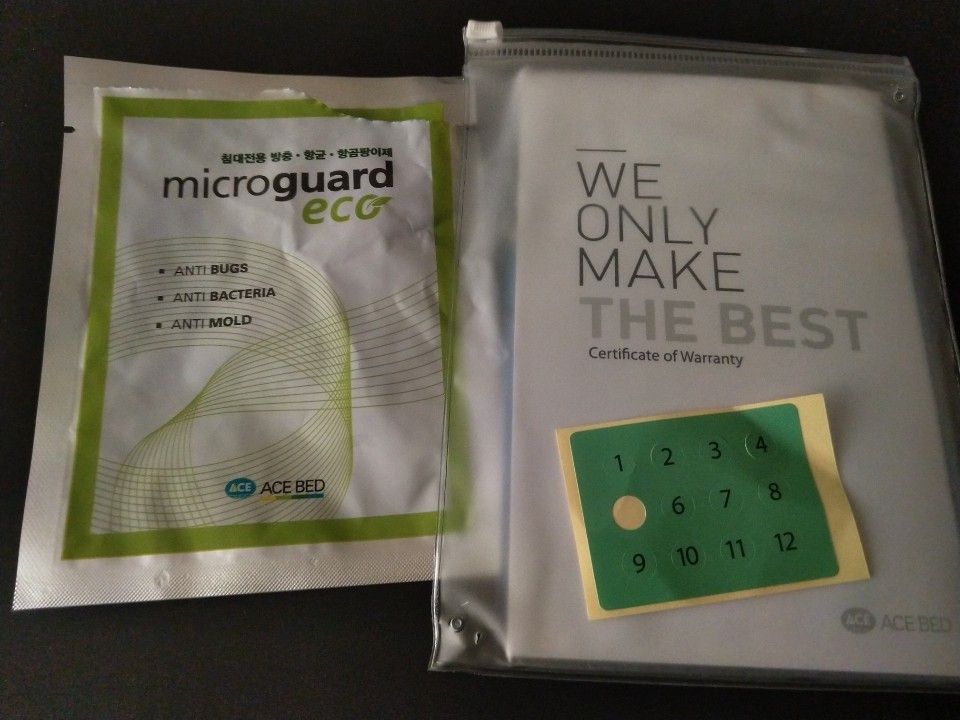 침대전용 방충 · 항균 · 항곰팡이제
microguard
eco
▪ ANTI BUGS
▪ ANTI BACTERIA
▪ ANTI MOLD
ACE ACE BED
WE
ONLY
MAKE
THE BEST
Certificate of Warranty
1 2 3 4
6 7 8
9 10 11 12
ACE ACE BED